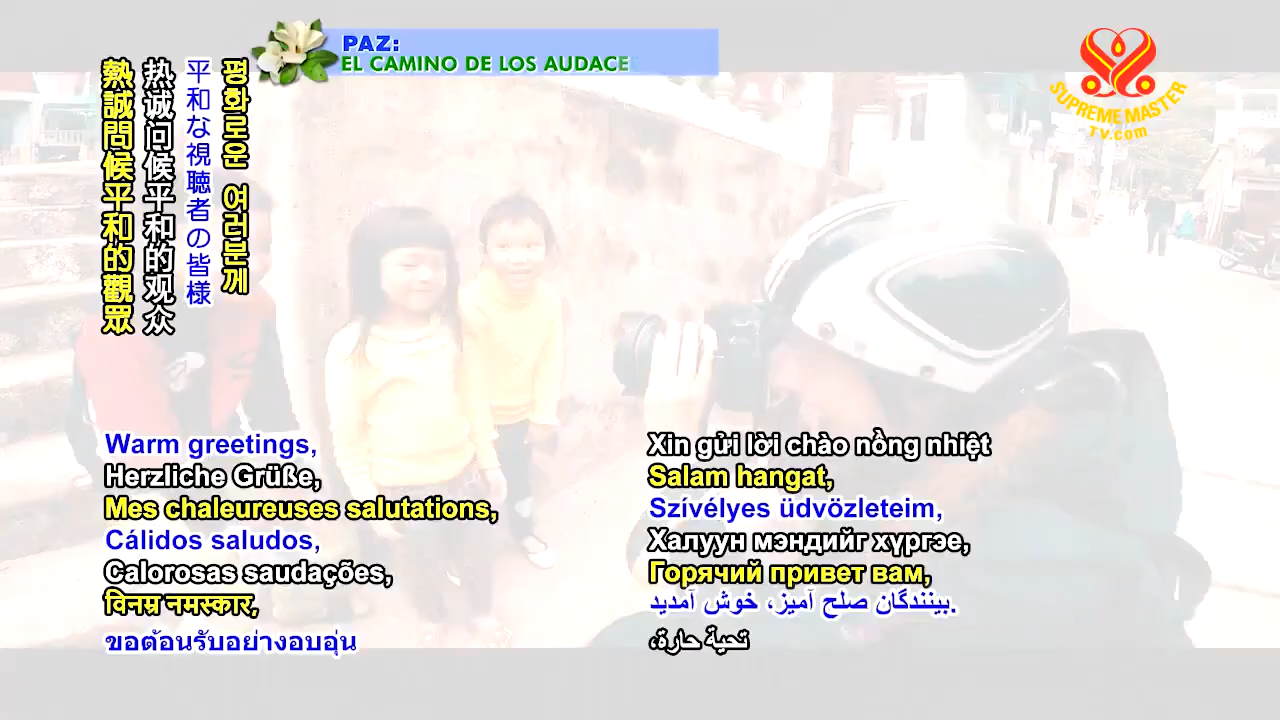 PAZ:
EL CAMINO DE LOS AUDACE
SUPREME MASTER
TV.com
熱誠問候平和的觀眾
热诚问候平和的观众
平和な視聴者の皆様
평화로운 여러분께
Warm greetings,
Herzliche Grüße,
Mes chaleureuses salutations,
Cálidos saludos,
Calorosas saudações,
विनम्र नमस्कार,
ขอต้อนรับอย่างอบอุ่น
Xin gửi lời chào nồng nhiệt
Salam hangat,
Szívélyes üdvözleteim,
Халуун мэндийг хүргэе,
Горячий привет вам,
بینندگان صلح آمیز، خوش آمدید.
تحية حارة،